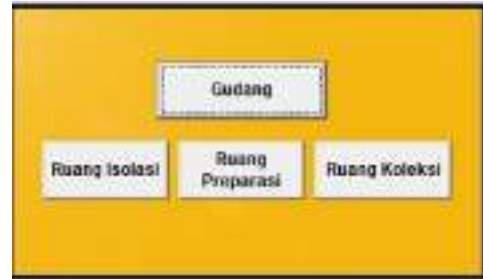 Gudang
Ruang Isolasi
Ruang
Preparasi
Ruang Koleksi